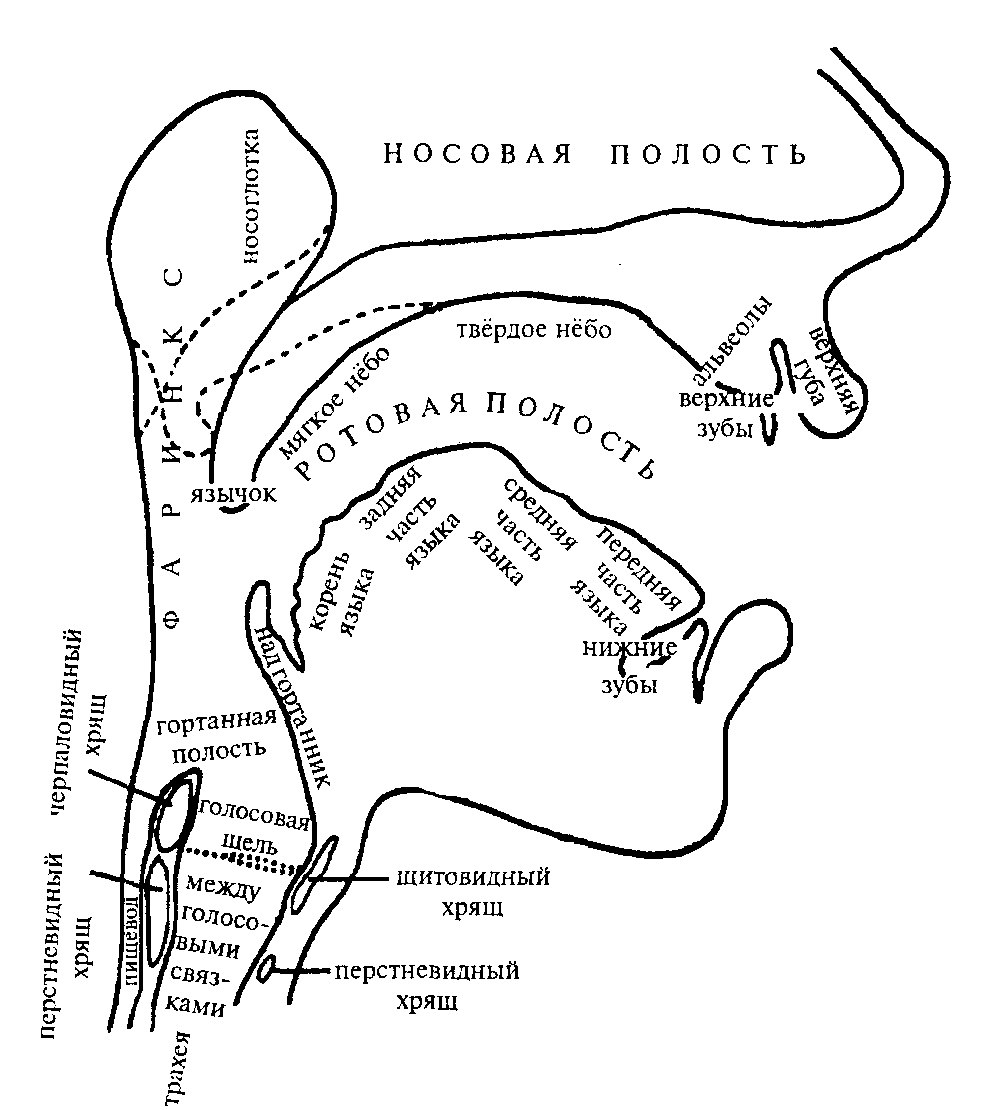 НОСОВАЯ ПОЛОСТЬ
носоглотка
ФАРИНКС
твёрдое нёбо
мягкое нёбо
альвеолы
верхние
зубы
верхняя
губа
РОТОВАЯ ПОЛОСТЬ
язычок
корень
языка
задняя
часть
языка
средняя
часть
языка
передняя
часть
языка
нижние
зубы
надгортанник
гортанная
полость
черпаловидный
хрящ
голосовая
щель
между
голосо-
выми
связ-
ками
щитовидный
хрящ
перстневидный
хрящ
пищевод
перстневидный
хрящ
трахея